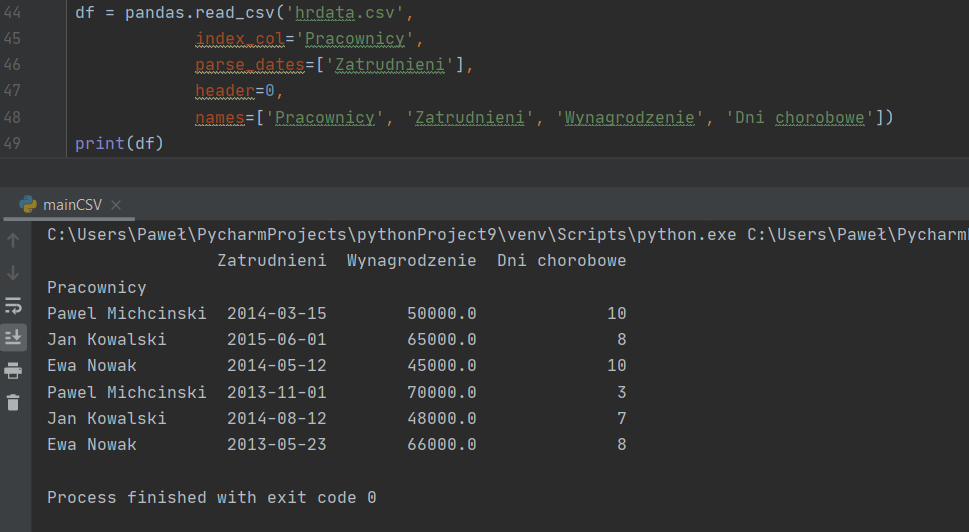 44 df = pandas.read_csv('hrdata.csv',
45 index_col='Pracownicy',
46 parse_dates=['Zatrudnieni'],
47 header=0,
48 names=['Pracownicy', 'Zatrudnieni', 'Wynagrodzenie', 'Dni chorobowe'])
49 print(df)
mainCSV
C:\Users\Paweł\PycharmProjects\pythonProject9\venv\Scripts\python.exe C:\Users\Paweł\Pycharm
Zatrudnieni Wynagrodzenie Dni chorobowe
Pracownicy
Pawel Michcinski 2014-03-15 50000.0 10
Jan Kowalski 2015-06-01 65000.0 8
Ewa Nowak 2014-05-12 45000.0 10
Pawel Michcinski 2013-11-01 70000.0 3
Jan Kowalski 2014-08-12 48000.0 7
Ewa Nowak 2013-05-23 66000.0 8
Process finished with exit code 0